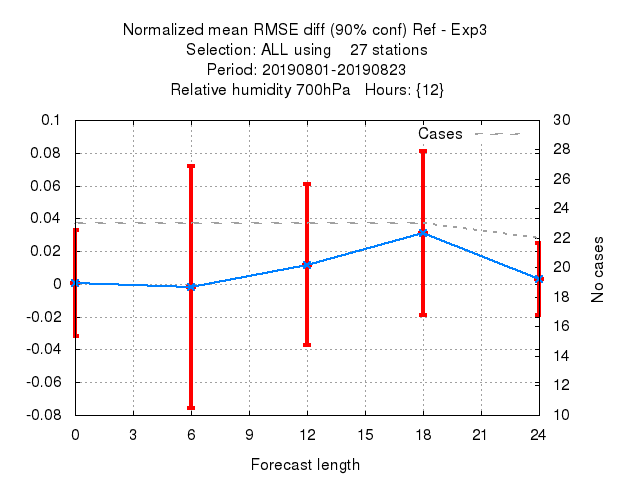 Normalized mean RMSE diff (90% conf) Ref - Exp3
Selection: ALL using    27 stations
Period: 20190801-20190823
Relative humidity 700hPa   Hours: {12}
Cases
0.1
0.08
0.06
0.04
0.02
0
-0.02
-0.04
-0.06
-0.08
30
28
26
24
22
20
18
16
14
12
10
No cases
0 3 6 9 12 15 18 21 24
Forecast length